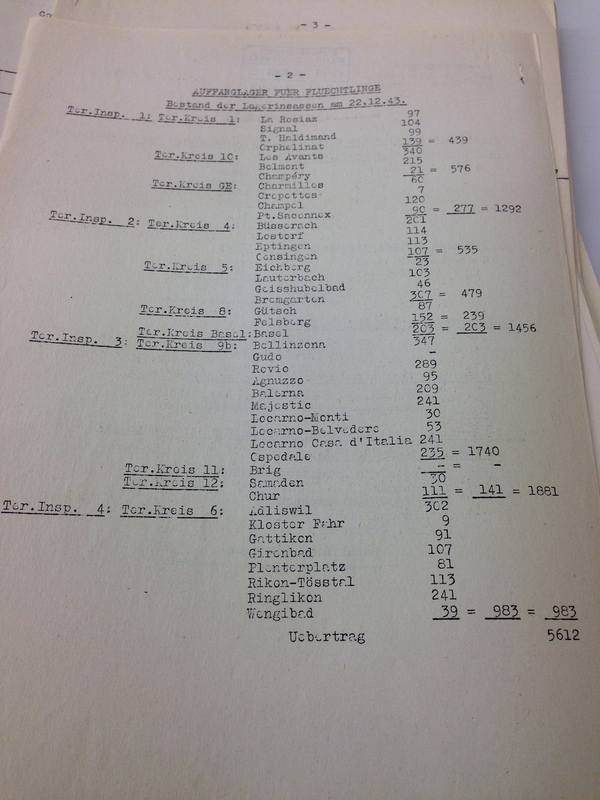 - 3 -
- 2 -
AUFFANGLAGER FUER FLUECHTLINGE
Bestand der Lagerinsassen am 22.12.43.
Ter.Insp. 1: Ter.Kreis 1: La Rosiaz 97
Signal 104
T. Haldimand 99
Orphelinat 139 = 439
Ter.Kreis 10: Les Avants 340
Belmont 215
Champéry 21 = 576
Ter.Kreis GE: Charmilles 60
Cropettes 7
Champel 120
Pt.Saconnex 90 = 277 = 1292
Ter.Insp. 2: Ter.Kreis 4: Büsserach 201
Lostorf 114
Eptingen 113
Oensingen 107 = 535
Ter.Kreis 5: Eichberg 23
Lauterbach 103
Geisshubelbad 46
Bremgarten 307 = 479
Ter.Kreis 8: Gütsch 87
Felsberg 152 = 239
Ter.Kreis Basel: Basel 203 = 203 = 1456
Ter.Insp. 3: Ter.Kreis 9b: Bellinzona 347
Gudo -
Rovio 289
Agnuzzo 95
Balerna 209
Majestic 241
Locarno-Monti 30
Locarno-Belvedere 53
Locarno Casa d'Italia 241
Ospedale 235 = 1740
Ter.Kreis 11: Brig - = -
Ter.Kreis 12: Samaden 30
Chur 111 = 141 = 1881
Ter.Insp. 4: Ter.Kreis 6: Adliswil 302
Kloster Fahr 9
Gattikon 91
Girenbad 107
Plenterplatz 81
Rikon-Tösstal 113
Ringlikon 241
Wengibad 39 = 983 = 983
Uebertrag 5612